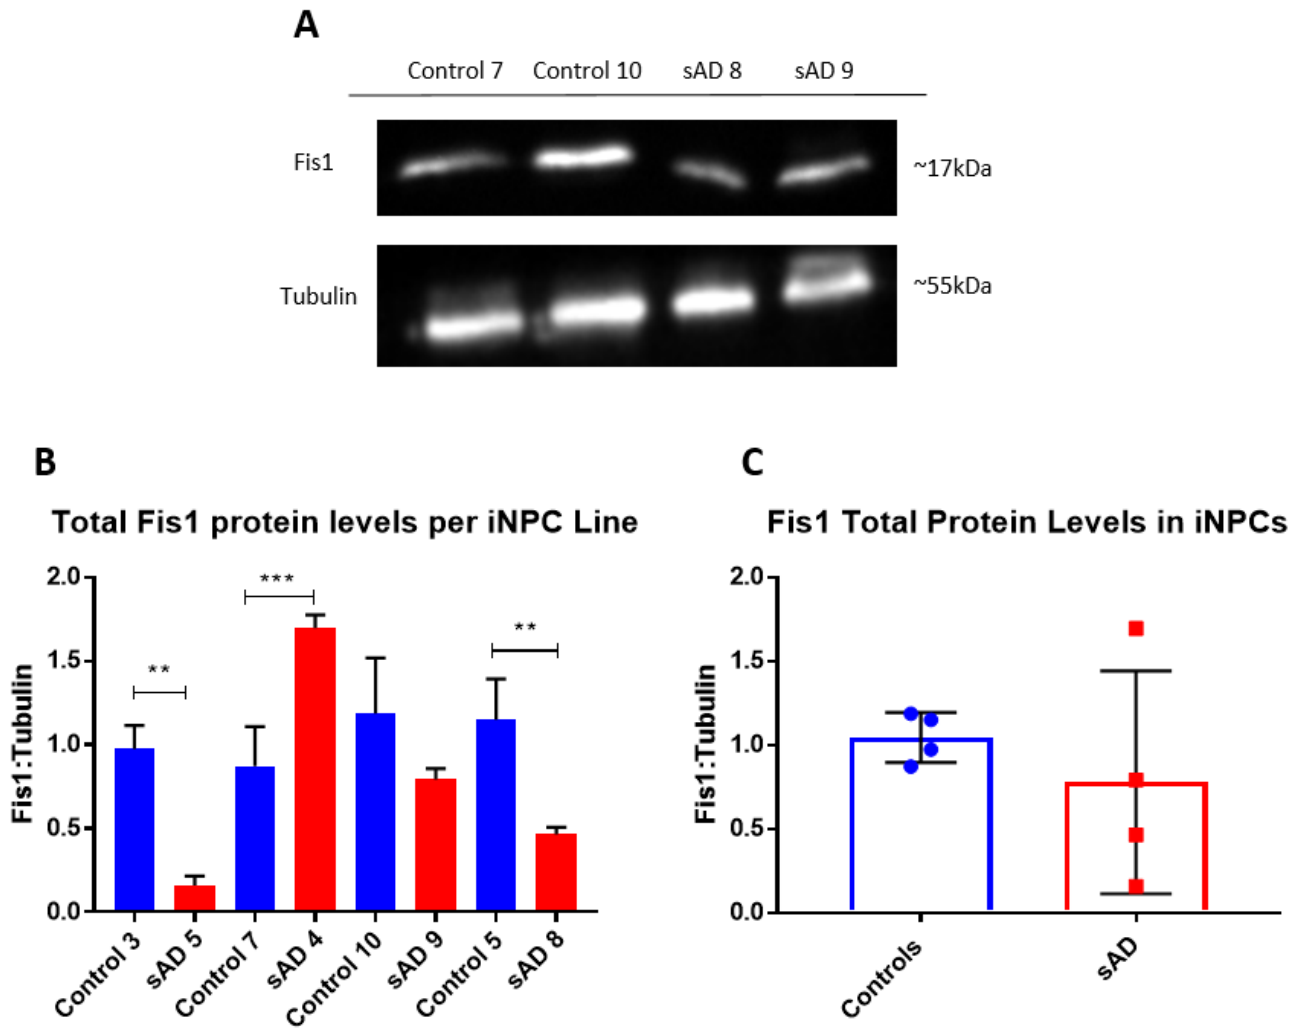 A
Control 7 Control 10 sAD 8 sAD 9
Fis1 ~17kDa
Tubulin ~55kDa
B
Total Fis1 protein levels per iNPC Line
Fis1:Tubulin
2.0
1.5
1.0
0.5
0.0
** *** **
Control 3 sAD 5 Control 7 sAD 4 Control 10 sAD 9 Control 5 sAD 8
C
Fis1 Total Protein Levels in iNPCs
Fis1:Tubulin
2.0
1.5
1.0
0.5
0.0
Controls sAD